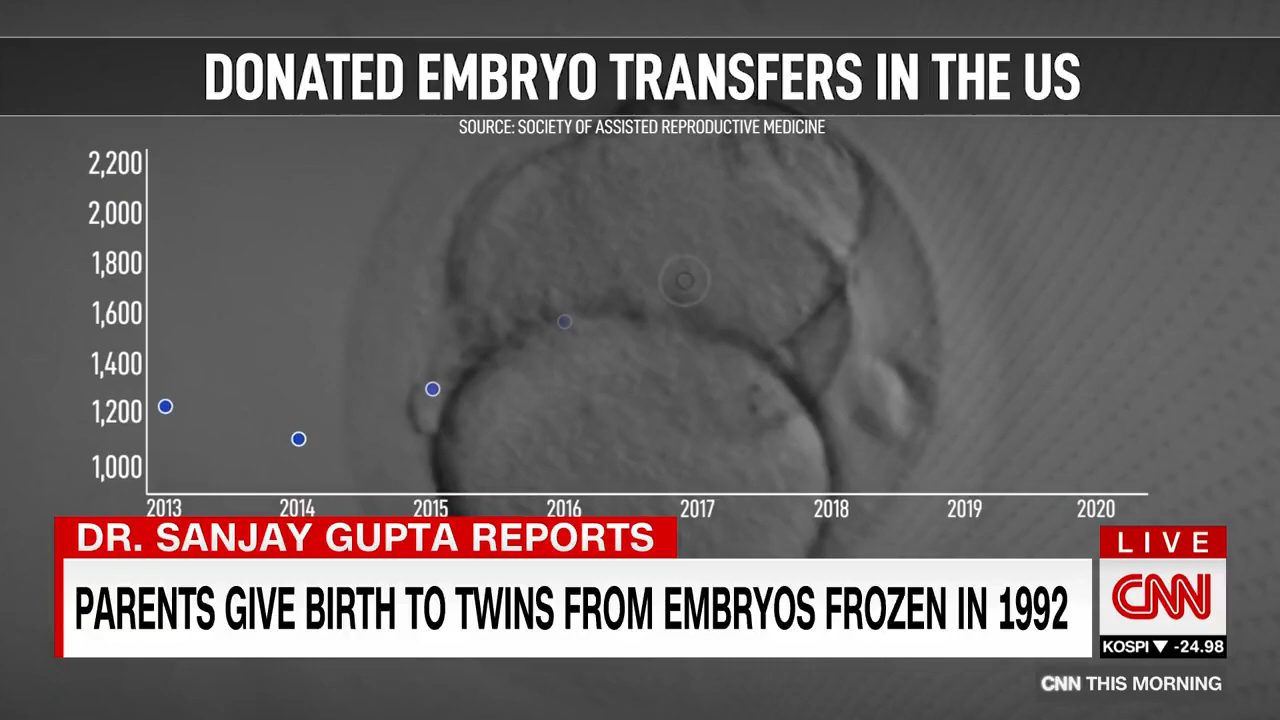 DONATED EMBRYO TRANSFERS IN THE US
SOURCE: SOCIETY OF ASSISTED REPRODUCTIVE MEDICINE
2,200
2,000
1,800
1,600
1,400
1,200
1,000
2013 2014 2015 2016 2017 2018 2019 2020
DR. SANJAY GUPTA REPORTS
PARENTS GIVE BIRTH TO TWINS FROM EMBRYOS FROZEN IN 1992
LIVE
CNN
KOSPI ▼ -24.98
CNN THIS MORNING